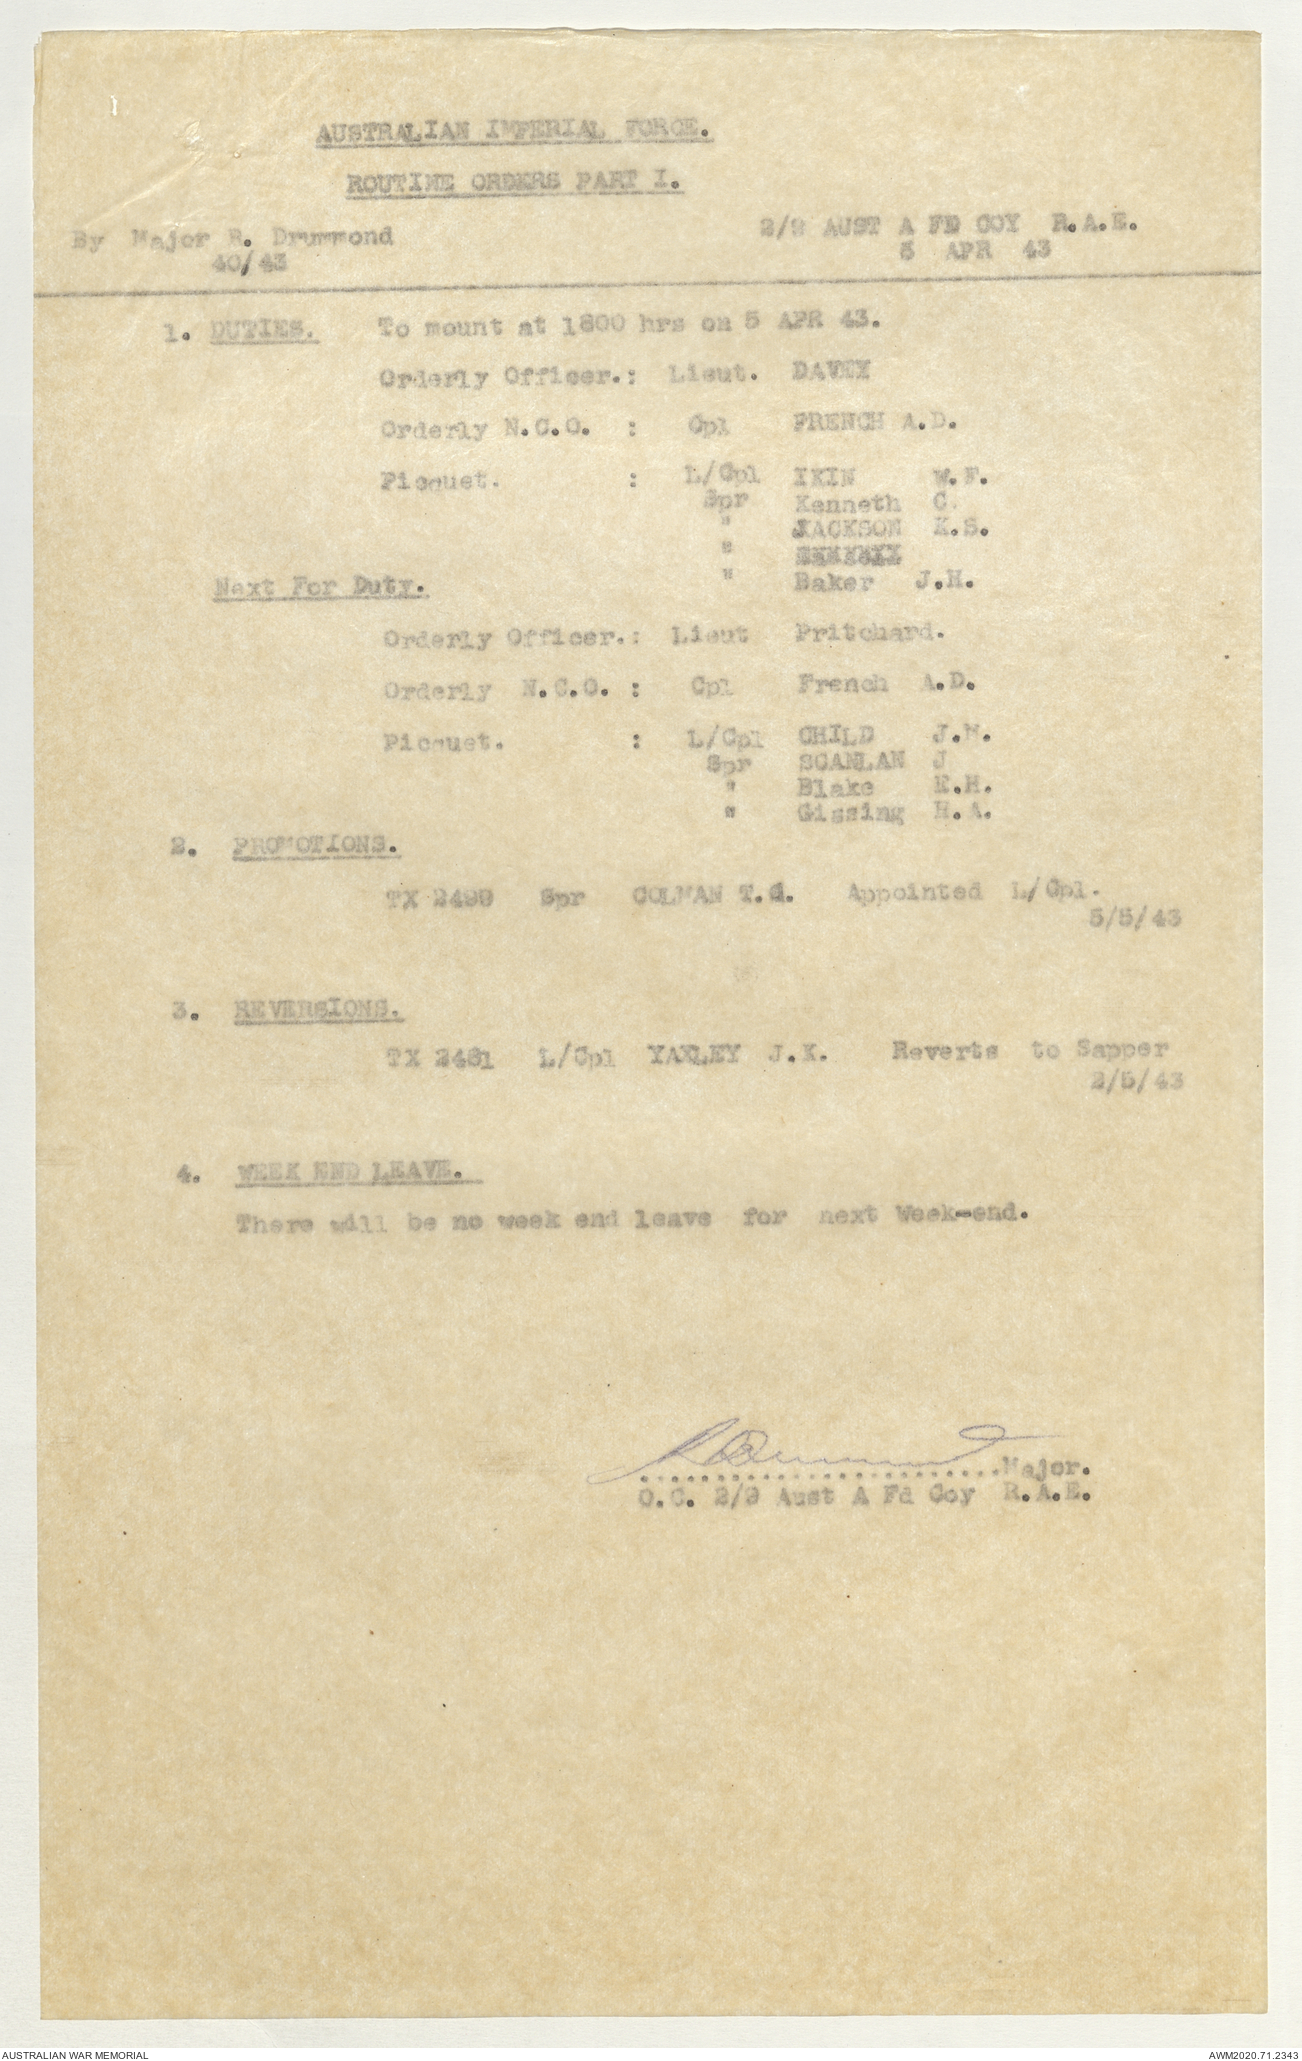 AUSTRALIAN IMPERIAL FORCE.
ROUTINE ORDERS PART I.
By Major R. Drummond
40/43
2/9 AUST A FD COY R.A.E.
5 APR 43
1. DUTIES. To mount at 1800 hrs on 5 APR 43.
Orderly Officer.: Lieut. DAVEY
Orderly N.C.O. : Cpl FRENCH A.D.
Picquet. : L/Cpl IKIN W.F.
Spr Kenneth C.
" JACKSON K.S.
"
" Baker J.H.
Next For Duty.
Orderly Officer.: Lieut Pritchard.
Orderly N.C.O. : Cpl French A.D.
Picquet. : L/Cpl CHILD J.N.
Spr SCANLAN J
" Blake E.H.
" Gissing H.A.
2. PROMOTIONS.
TX 2499 Spr COLMAN T.G. Appointed L/Cpl.
5/5/43
3. REVERSIONS.
TX 2461 L/Cpl YAXLEY J.K. Reverts to Sapper
2/5/43
4. WEEK END LEAVE.
There will be no week end leave for next Week-end.
R Drummond
........................Major.
O.C. 2/9 Aust A Fd Coy R.A.E.
AUSTRALIAN WAR MEMORIAL
AWM2020.71.2343